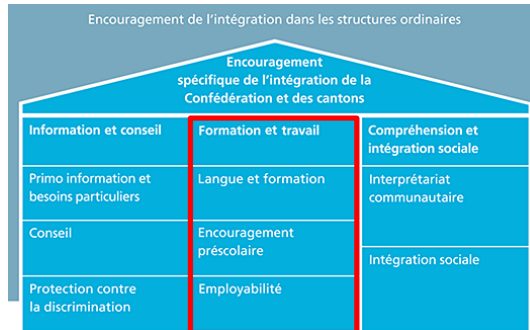 Encouragement de l'intégration dans les structures ordinaires
Encouragement
spécifique de l'intégration de la
Confédération et des cantons
Information et conseil
Primo information et
besoins particuliers
Conseil
Protection contre
la discrimination
Formation et travail
Langue et formation
Encouragement
préscolaire
Employabilité
Compréhension et
intégration sociale
Interprétariat
communautaire
Intégration sociale